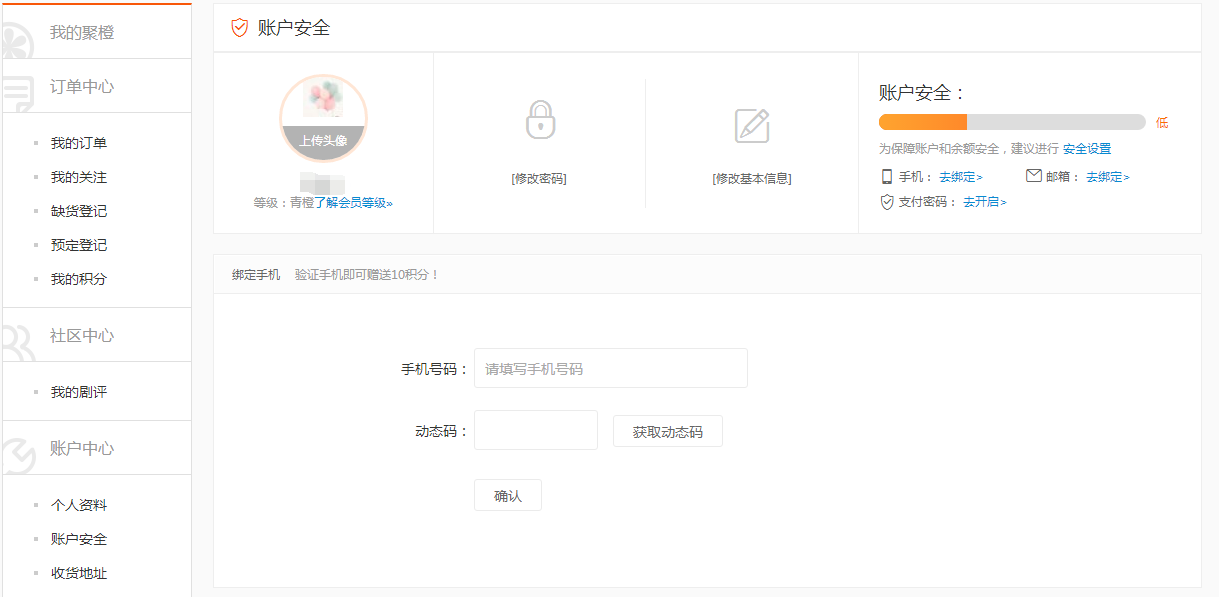 我的聚橙
订单中心
我的订单
我的关注
缺货登记
预定登记
我的积分
社区中心
我的剧评
账户中心
个人资料
账户安全
收货地址
账户安全
上传头像
等级：青橙了解会员等级»
[修改密码]
[修改基本信息]
账户安全：
低
为保障账户和余额安全，建议进行 安全设置
手机： 去绑定> 邮箱： 去绑定>
支付密码： 去开启>
绑定手机 验证手机即可赠送10积分！
手机号码： 请填写手机号码
动态码： 获取动态码
确认